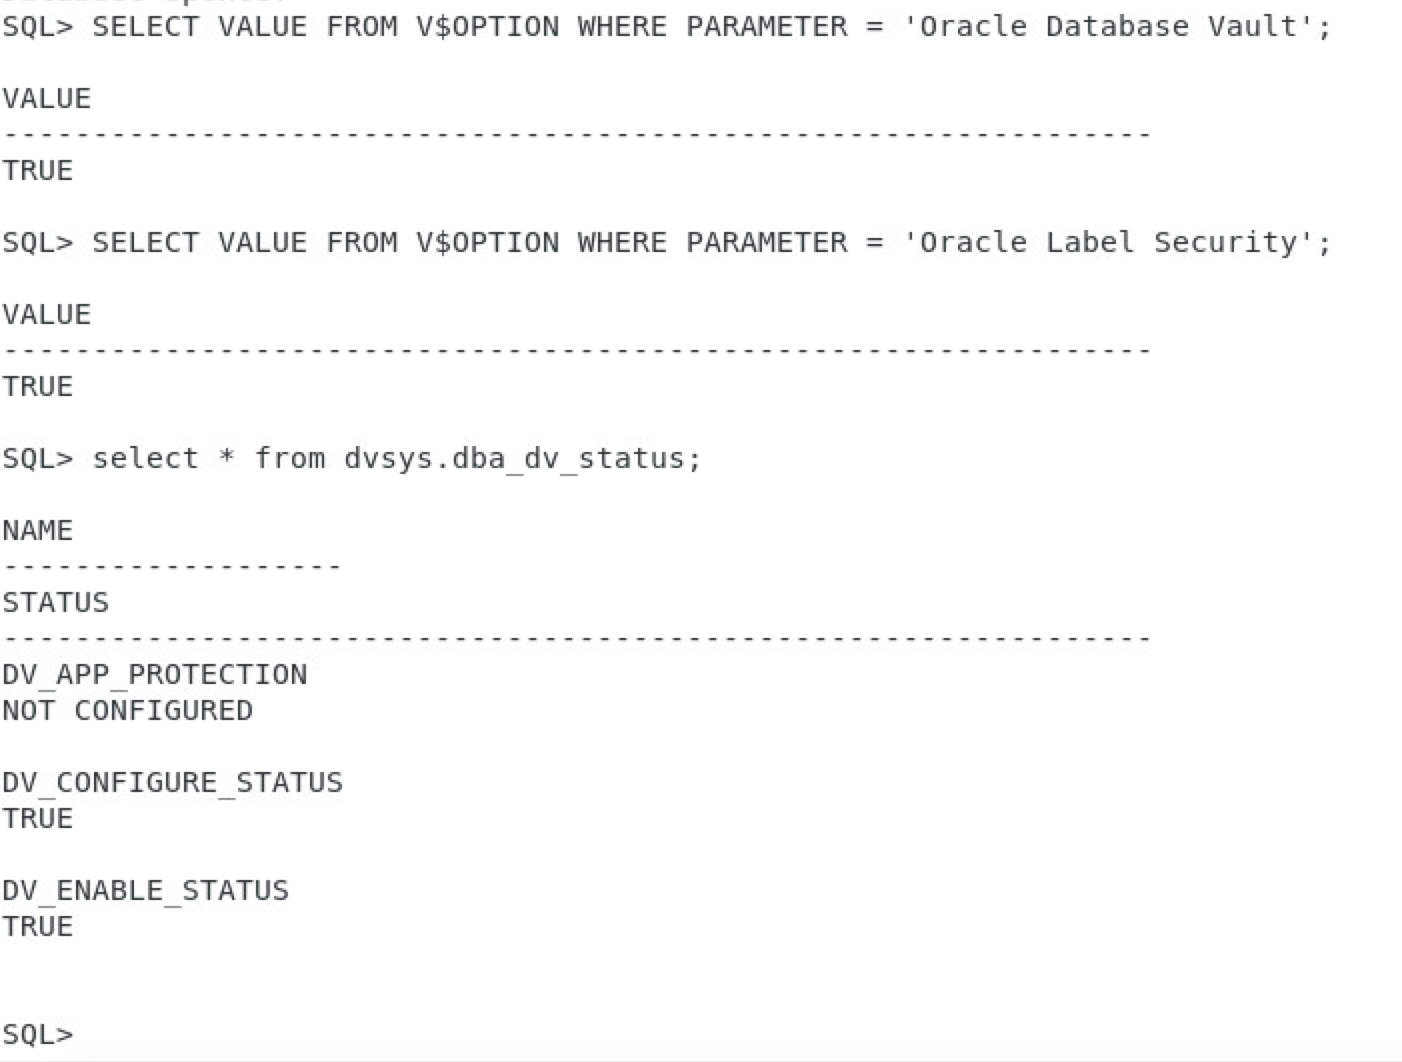 SQL> SELECT VALUE FROM V$OPTION WHERE PARAMETER = 'Oracle Database Vault';
VALUE
----------------------------------------------------------------
TRUE
SQL> SELECT VALUE FROM V$OPTION WHERE PARAMETER = 'Oracle Label Security';
VALUE
----------------------------------------------------------------
TRUE
SQL> select * from dvsys.dba_dv_status;
NAME
-------------------
STATUS
----------------------------------------------------------------
DV_APP_PROTECTION
NOT CONFIGURED
DV_CONFIGURE_STATUS
TRUE
DV_ENABLE_STATUS
TRUE
SQL>